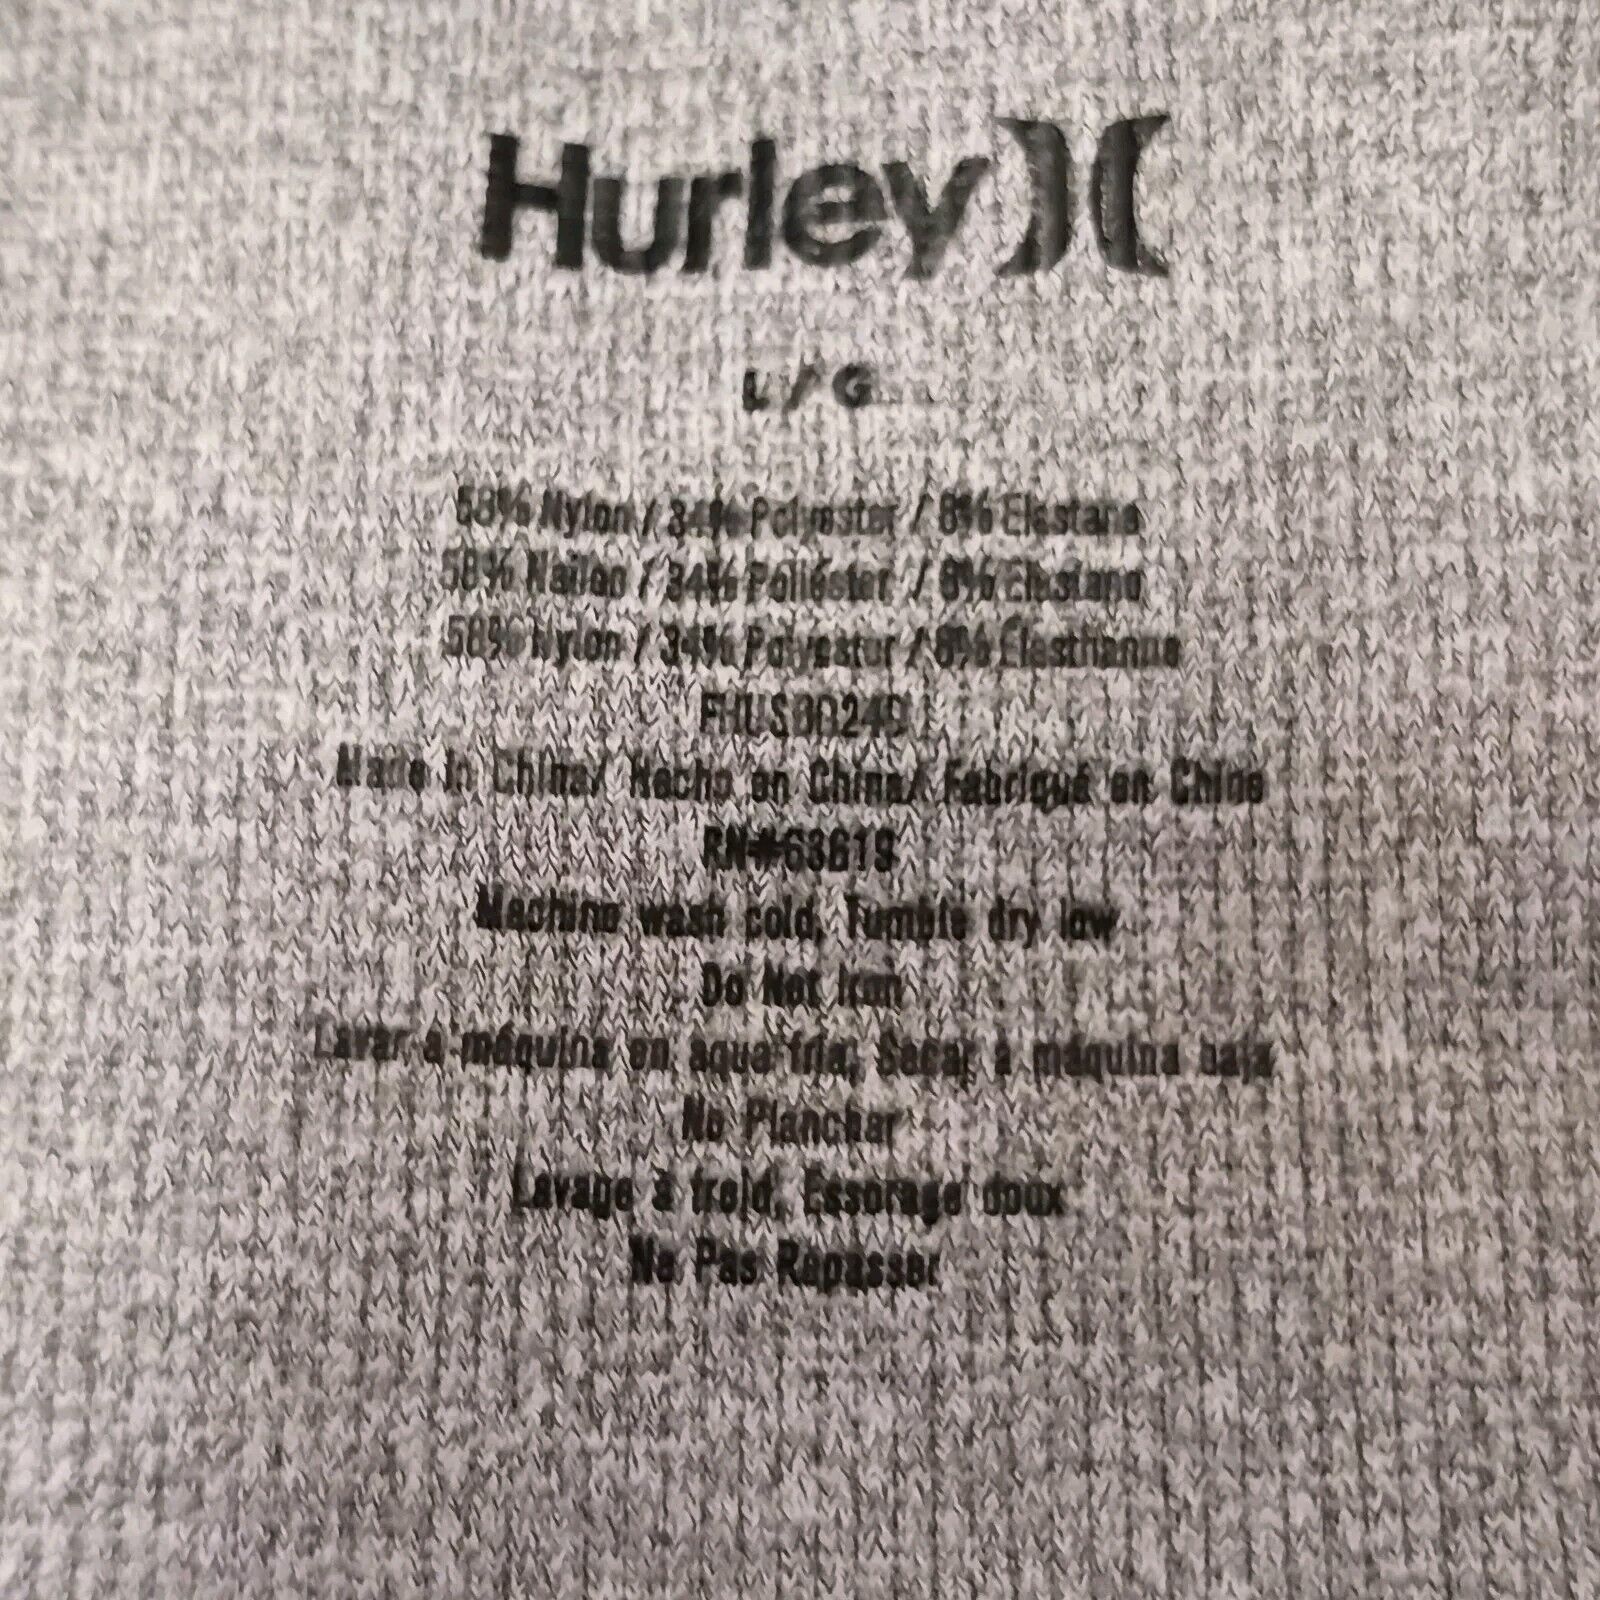 Hurley
L / G
58% Nylon / 34% Polyester / 8% Elastane
58% Nailon / 34% Poliéster / 8% Elastano
58% Nylon / 34% Polyester / 8% Élasthanne
Made in China/ Hecho en China/ Fabriqué en Chine
RN#63619
Machine wash cold, Tumble dry low
Do Not Iron
Lavar a máquina en agua fria, Secar a máquina baja
No Planchar
Lavage à froid, Essorage doux
Ne Pas Repasser